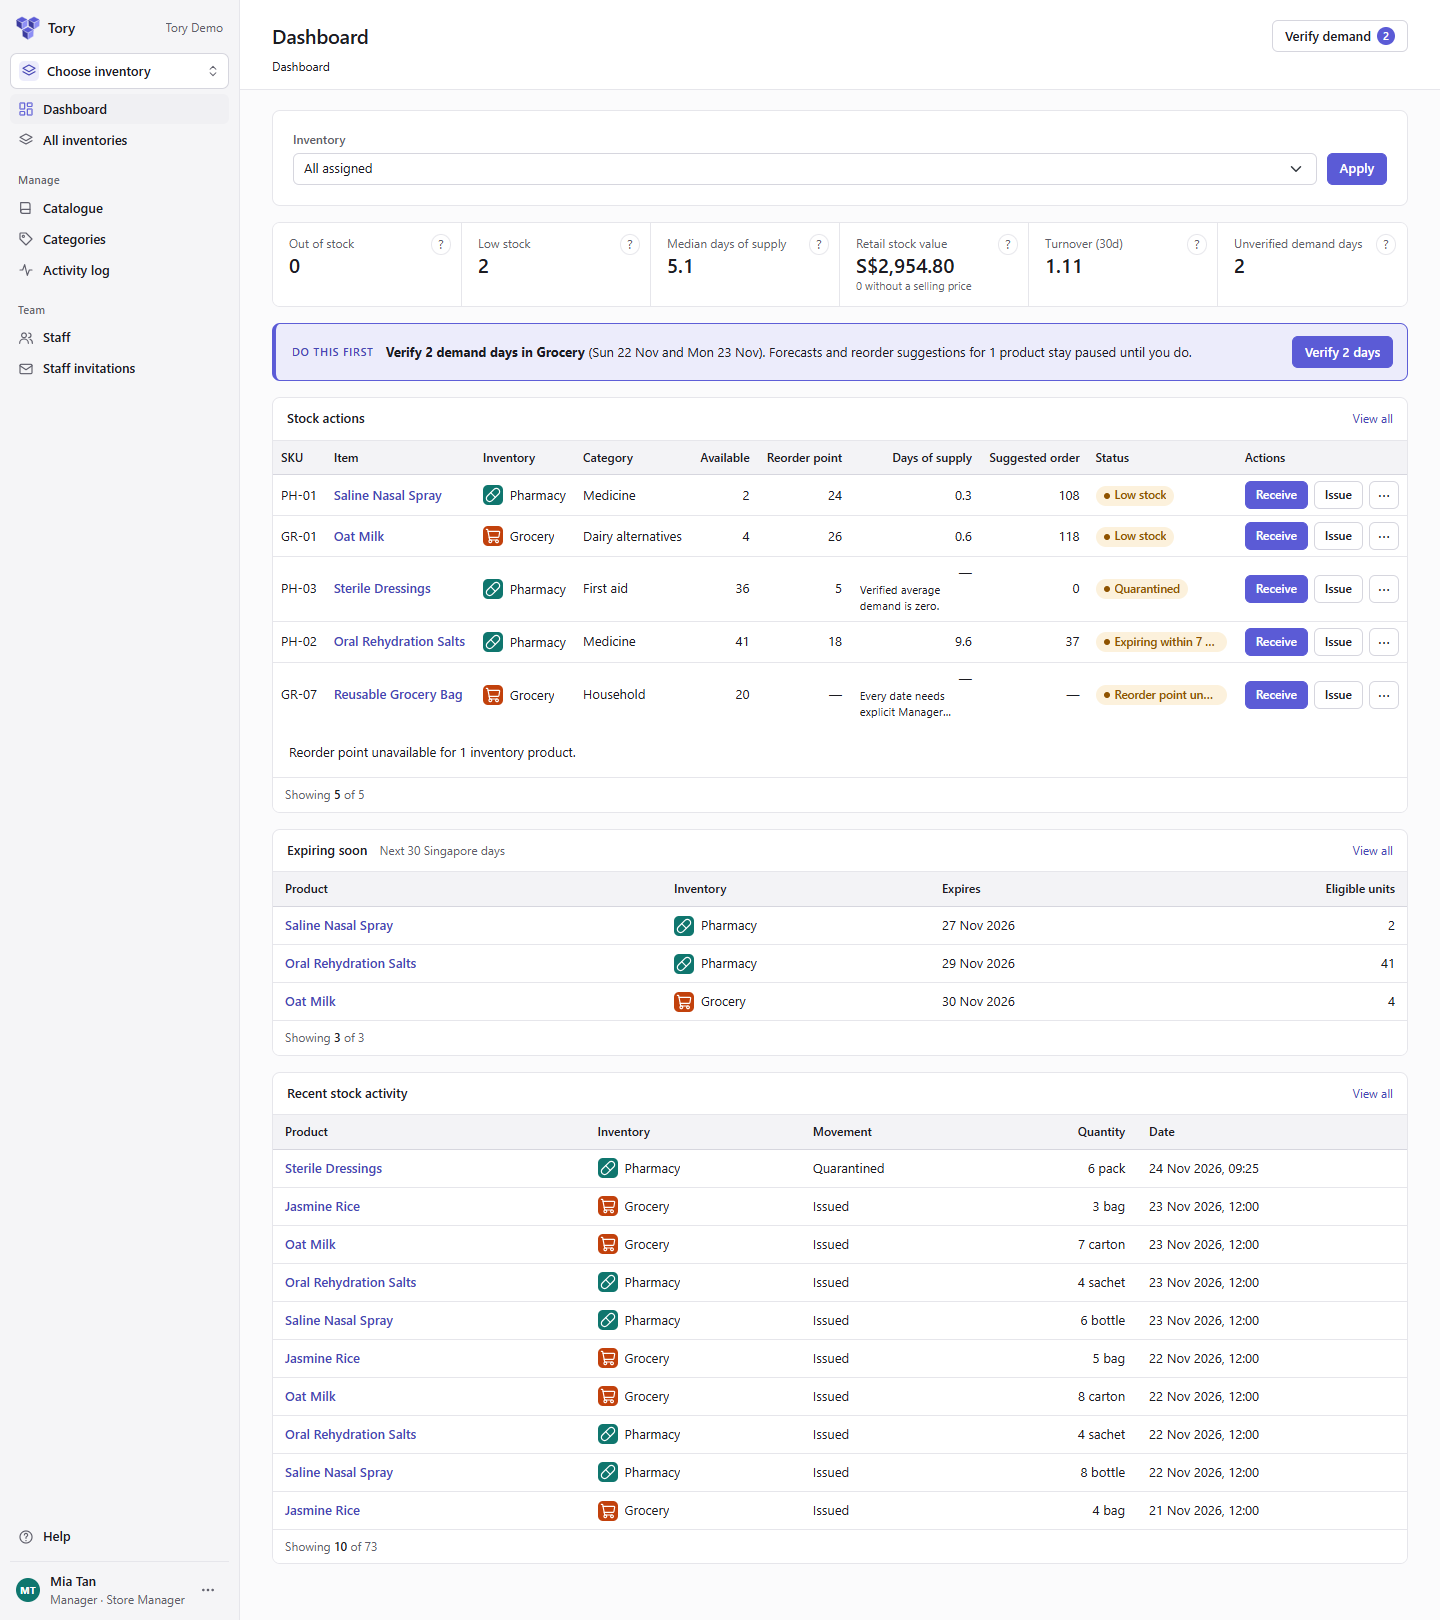 Tory
Tory Demo
Choose inventory
Dashboard
All inventories
Manage
Catalogue
Categories
Activity log
Team
Staff
Staff invitations
Help
MT
Mia Tan
Manager · Store Manager
Dashboard
Dashboard
Verify demand 2
Inventory
All assigned
Apply
Out of stock ?
0
Low stock ?
2
Median days of supply ?
5.1
Retail stock value ?
S$2,954.80
0 without a selling price
Turnover (30d) ?
1.11
Unverified demand days ?
2
DO THIS FIRST Verify 2 demand days in Grocery (Sun 22 Nov and Mon 23 Nov). Forecasts and reorder suggestions for 1 product stay paused until you do. Verify 2 days
Stock actions View all
SKU Item Inventory Category Available Reorder point Days of supply Suggested order Status Actions
PH-01 Saline Nasal Spray Pharmacy Medicine 2 24 0.3 108 Low stock Receive Issue ...
GR-01 Oat Milk Grocery Dairy alternatives 4 26 0.6 118 Low stock Receive Issue ...
PH-03 Sterile Dressings Pharmacy First aid 36 5 — Verified average demand is zero. 0 Quarantined Receive Issue ...
PH-02 Oral Rehydration Salts Pharmacy Medicine 41 18 9.6 37 Expiring within 7 ... Receive Issue ...
GR-07 Reusable Grocery Bag Grocery Household 20 — — Every date needs explicit Manager... — Reorder point un... Receive Issue ...
Reorder point unavailable for 1 inventory product.
Showing 5 of 5
Expiring soon Next 30 Singapore days View all
Product Inventory Expires Eligible units
Saline Nasal Spray Pharmacy 27 Nov 2026 2
Oral Rehydration Salts Pharmacy 29 Nov 2026 41
Oat Milk Grocery 30 Nov 2026 4
Showing 3 of 3
Recent stock activity View all
Product Inventory Movement Quantity Date
Sterile Dressings Pharmacy Quarantined 6 pack 24 Nov 2026, 09:25
Jasmine Rice Grocery Issued 3 bag 23 Nov 2026, 12:00
Oat Milk Grocery Issued 7 carton 23 Nov 2026, 12:00
Oral Rehydration Salts Pharmacy Issued 4 sachet 23 Nov 2026, 12:00
Saline Nasal Spray Pharmacy Issued 6 bottle 23 Nov 2026, 12:00
Jasmine Rice Grocery Issued 5 bag 22 Nov 2026, 12:00
Oat Milk Grocery Issued 8 carton 22 Nov 2026, 12:00
Oral Rehydration Salts Pharmacy Issued 4 sachet 22 Nov 2026, 12:00
Saline Nasal Spray Pharmacy Issued 8 bottle 22 Nov 2026, 12:00
Jasmine Rice Grocery Issued 4 bag 21 Nov 2026, 12:00
Showing 10 of 73